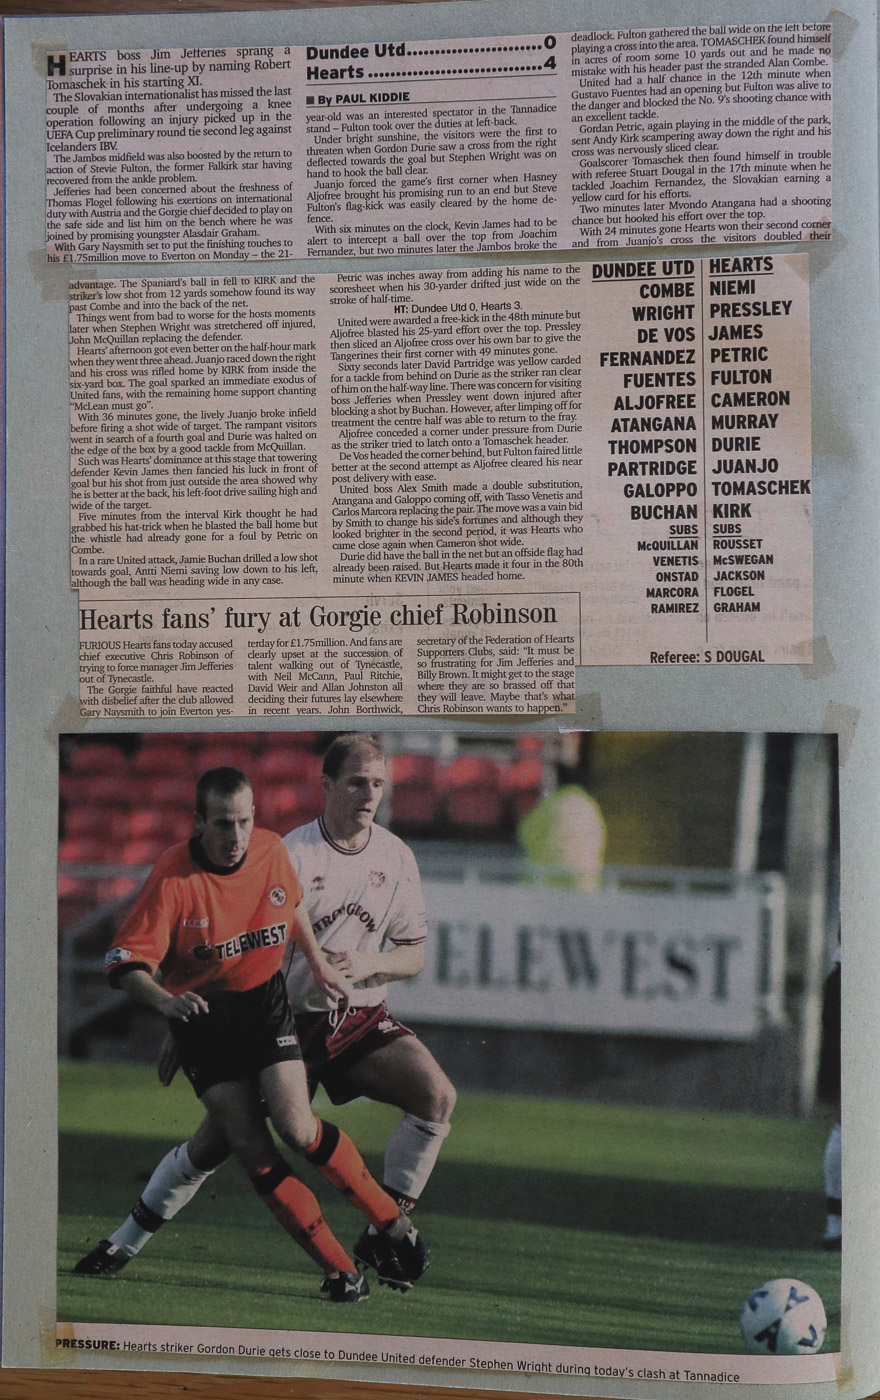 HEARTS boss Jim Jefferies sprang a
surprise in his line-up by naming Robert
Tomaschek in his starting XI.
The Slovakian internationalist has missed the last
couple of months after undergoing a knee
operation following an injury picked up in the
UEFA Cup preliminary round tie second leg against
Icelanders IBV.
The Jambos midfield was also boosted by the return to
action of Stevie Fulton, the former Falkirk star having
recovered from the ankle problem.
Jefferies had been concerned about the freshness of
Thomas Flogel following his exertions on international
duty with Austria and the Gorgie chief decided to play on
the safe side and list him on the bench where he was
joined by promising youngster Alasdair Graham.
With Gary Naysmith set to put the finishing touches to
his £1.75million move to Everton on Monday – the 21-
Dundee Utd......................0
Hearts ............................4
■ By PAUL KIDDIE
year-old was an interested spectator in the Tannadice
stand – Fulton took over the duties at left-back.
Under bright sunshine, the visitors were the first to
threaten when Gordon Durie saw a cross from the right
deflected towards the goal but Stephen Wright was on
hand to hook the ball clear.
Juanjo forced the game's first corner when Hasney
Aljofree brought his promising run to an end but Steve
Fulton's flag-kick was easily cleared by the home de-
fence.
With six minutes on the clock, Kevin James had to be
alert to intercept a ball over the top from Joachim
Fernandez, but two minutes later the Jambos broke the
deadlock. Fulton gathered the ball wide on the left before
playing a cross into the area. TOMASCHEK found himself
in acres of room some 10 yards out and he made no
mistake with his header past the stranded Alan Combe.
United had a half chance in the 12th minute when
Gustavo Fuentes had an opening but Fulton was alive to
the danger and blocked the No. 9's shooting chance with
an excellent tackle.
Gordan Petric, again playing in the middle of the park,
sent Andy Kirk scampering away down the right and his
cross was nervously sliced clear.
Goalscorer Tomaschek then found himself in trouble
with referee Stuart Dougal in the 17th minute when he
tackled Joachim Fernandez, the Slovakian earning a
yellow card for his efforts.
Two minutes later Mvondo Atangana had a shooting
chance but hooked his effort over the top.
With 24 minutes gone Hearts won their second corner
and from Juanjo's cross the visitors doubled their
advantage. The Spaniard's ball in fell to KIRK and the
striker's low shot from 12 yards somehow found its way
past Combe and into the back of the net.
Things went from bad to worse for the hosts moments
later when Stephen Wright was stretchered off injured,
John McQuillan replacing the defender.
Hearts' afternoon got even better on the half-hour mark
when they went three ahead. Juanjo raced down the right
and his cross was rifled home by KIRK from inside the
six-yard box. The goal sparked an immediate exodus of
United fans, with the remaining home support chanting
"McLean must go".
With 36 minutes gone, the lively Juanjo broke infield
before firing a shot wide of target. The rampant visitors
went in search of a fourth goal and Durie was halted on
the edge of the box by a good tackle from McQuillan.
Such was Hearts' dominance at this stage that towering
defender Kevin James then fancied his luck in front of
goal but his shot from just outside the area showed why
he is better at the back, his left-foot drive sailing high and
wide of the target.
Five minutes from the interval Kirk thought he had
grabbed his hat-trick when he blasted the ball home but
the whistle had already gone for a foul by Petric on
Combe.
In a rare United attack, Jamie Buchan drilled a low shot
towards goal, Antti Niemi saving low down to his left,
although the ball was heading wide in any case.
Petric was inches away from adding his name to the
scoresheet when his 30-yarder drifted just wide on the
stroke of half-time.
HT: Dundee Utd 0, Hearts 3.
United were awarded a free-kick in the 48th minute but
Aljofree blasted his 25-yard effort over the top. Pressley
then sliced an Aljofree cross over his own bar to give the
Tangerines their first corner with 49 minutes gone.
Sixty seconds later David Partridge was yellow carded
for a tackle from behind on Durie as the striker ran clear
of him on the half-way line. There was concern for visiting
boss Jefferies when Pressley went down injured after
blocking a shot by Buchan. However, after limping off for
treatment the centre half was able to return to the fray.
Aljofree conceded a corner under pressure from Durie
as the striker tried to latch onto a Tomaschek header.
De Vos headed the corner behind, but Fulton faired little
better at the second attempt as Aljofree cleared his near
post delivery with ease.
United boss Alex Smith made a double substitution,
Atangana and Galoppo coming off, with Tasso Venetis and
Carlos Marcora replacing the pair. The move was a vain bid
by Smith to change his side's fortunes and although they
looked brighter in the second period, it was Hearts who
came close again when Cameron shot wide.
Durie did have the ball in the net but an offside flag had
already been raised. But Hearts made it four in the 80th
minute when KEVIN JAMES headed home.
DUNDEE UTD HEARTS
COMBE NIEMI
WRIGHT PRESSLEY
DE VOS JAMES
FERNANDEZ PETRIC
FUENTES FULTON
ALJOFREE CAMERON
ATANGANA MURRAY
THOMPSON DURIE
PARTRIDGE JUANJO
GALOPPO TOMASCHEK
BUCHAN KIRK
SUBS SUBS
McQUILLAN ROUSSET
VENETIS McSWEGAN
ONSTAD JACKSON
MARCORA FLOGEL
RAMIREZ GRAHAM
Referee: S DOUGAL
Hearts fans' fury at Gorgie chief Robinson
FURIOUS Hearts fans today accused
chief executive Chris Robinson of
trying to force manager Jim Jefferies
out of Tynecastle.
The Gorgie faithful have reacted
with disbelief after the club allowed
Gary Naysmith to join Everton yes-
terday for £1.75million. And fans are
clearly upset at the succession of
talent walking out of Tynecastle,
with Neil McCann, Paul Ritchie,
David Weir and Allan Johnston all
deciding their futures lay elsewhere
in recent years. John Borthwick,
secretary of the Federation of Hearts
Supporters Clubs, said: "It must be
so frustrating for Jim Jefferies and
Billy Brown. It might get to the stage
where they are so brassed off that
they will leave. Maybe that's what
Chris Robinson wants to happen."
TELEWEST
STRONGBOW
TELEWEST
PRESSURE: Hearts striker Gordon Durie gets close to Dundee United defender Stephen Wright during today's clash at Tannadice